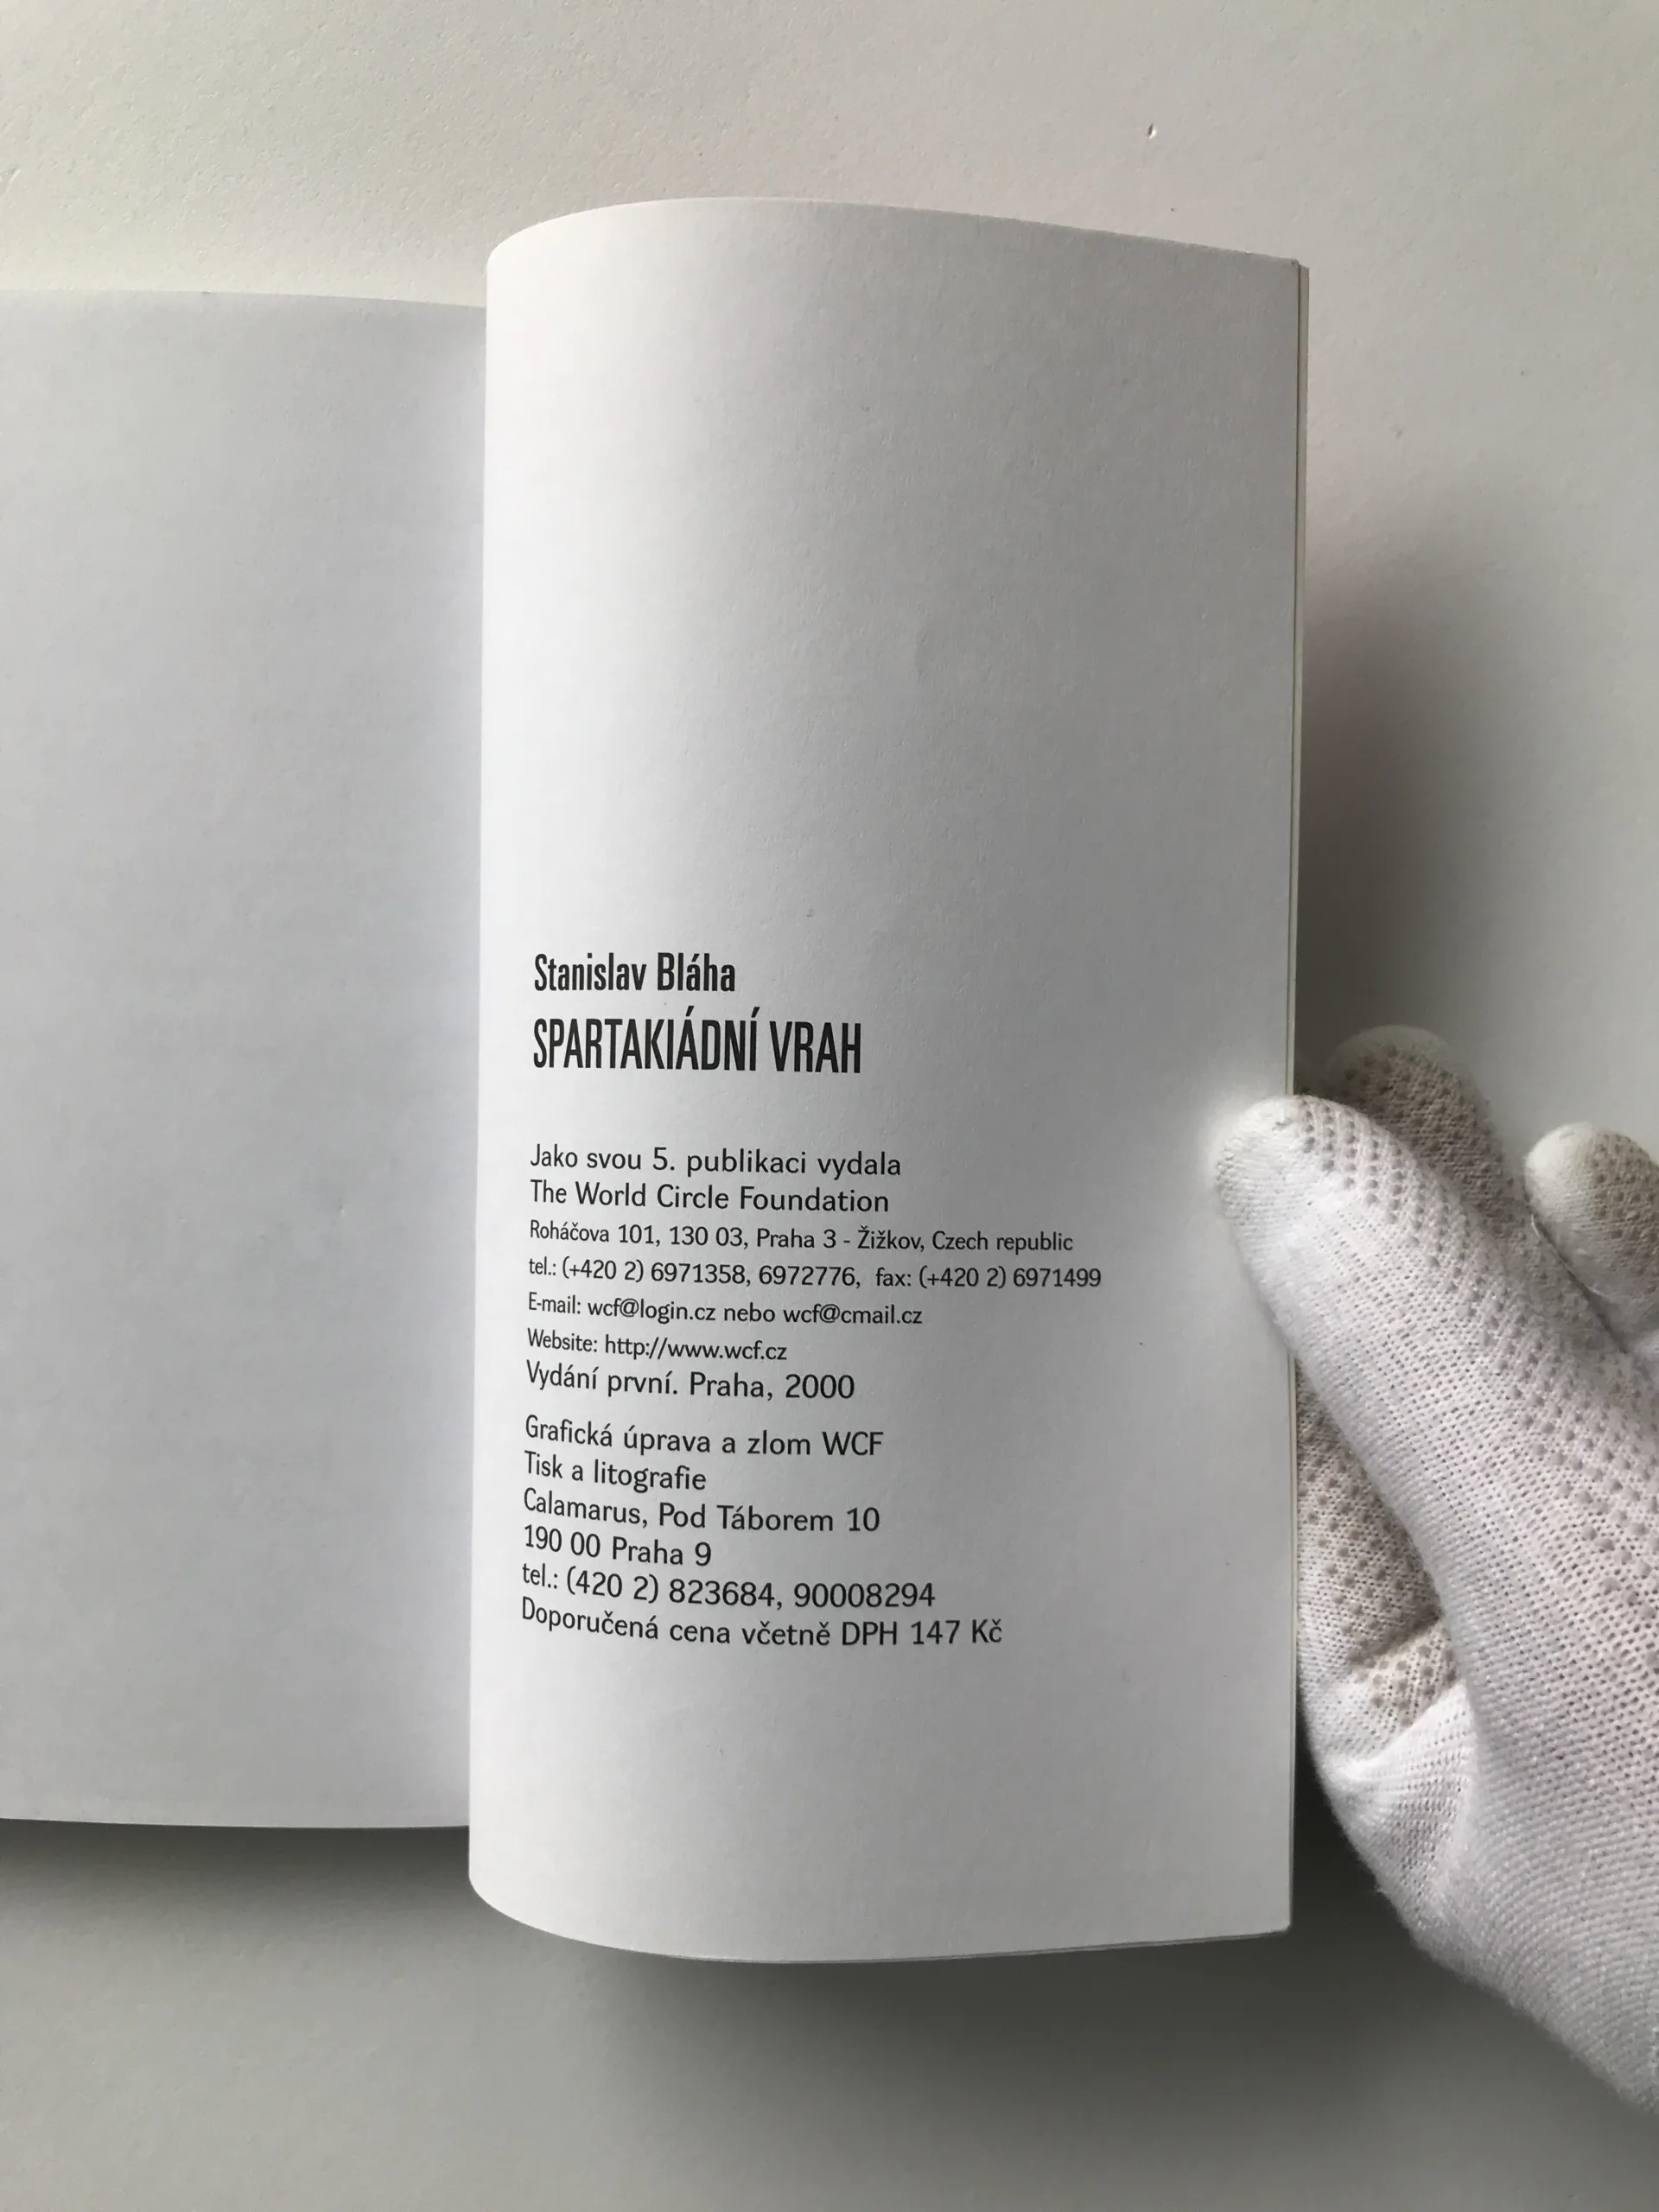 Stanislav Bláha
SPARTAKIÁDNÍ VRAH
Jako svou 5. publikaci vydala
The World Circle Foundation
Roháčova 101, 130 03, Praha 3 - Žižkov, Czech republic
tel.: (+420 2) 6971358, 6972776, fax: (+420 2) 6971499
E-mail: wcf@login.cz nebo wcf@cmail.cz
Website: http://www.wcf.cz
Vydání první. Praha, 2000
Grafická úprava a zlom WCF
Tisk a litografie
Calamarus, Pod Táborem 10
190 00 Praha 9
tel.: (420 2) 823684, 90008294
Doporučená cena včetně DPH 147 Kč